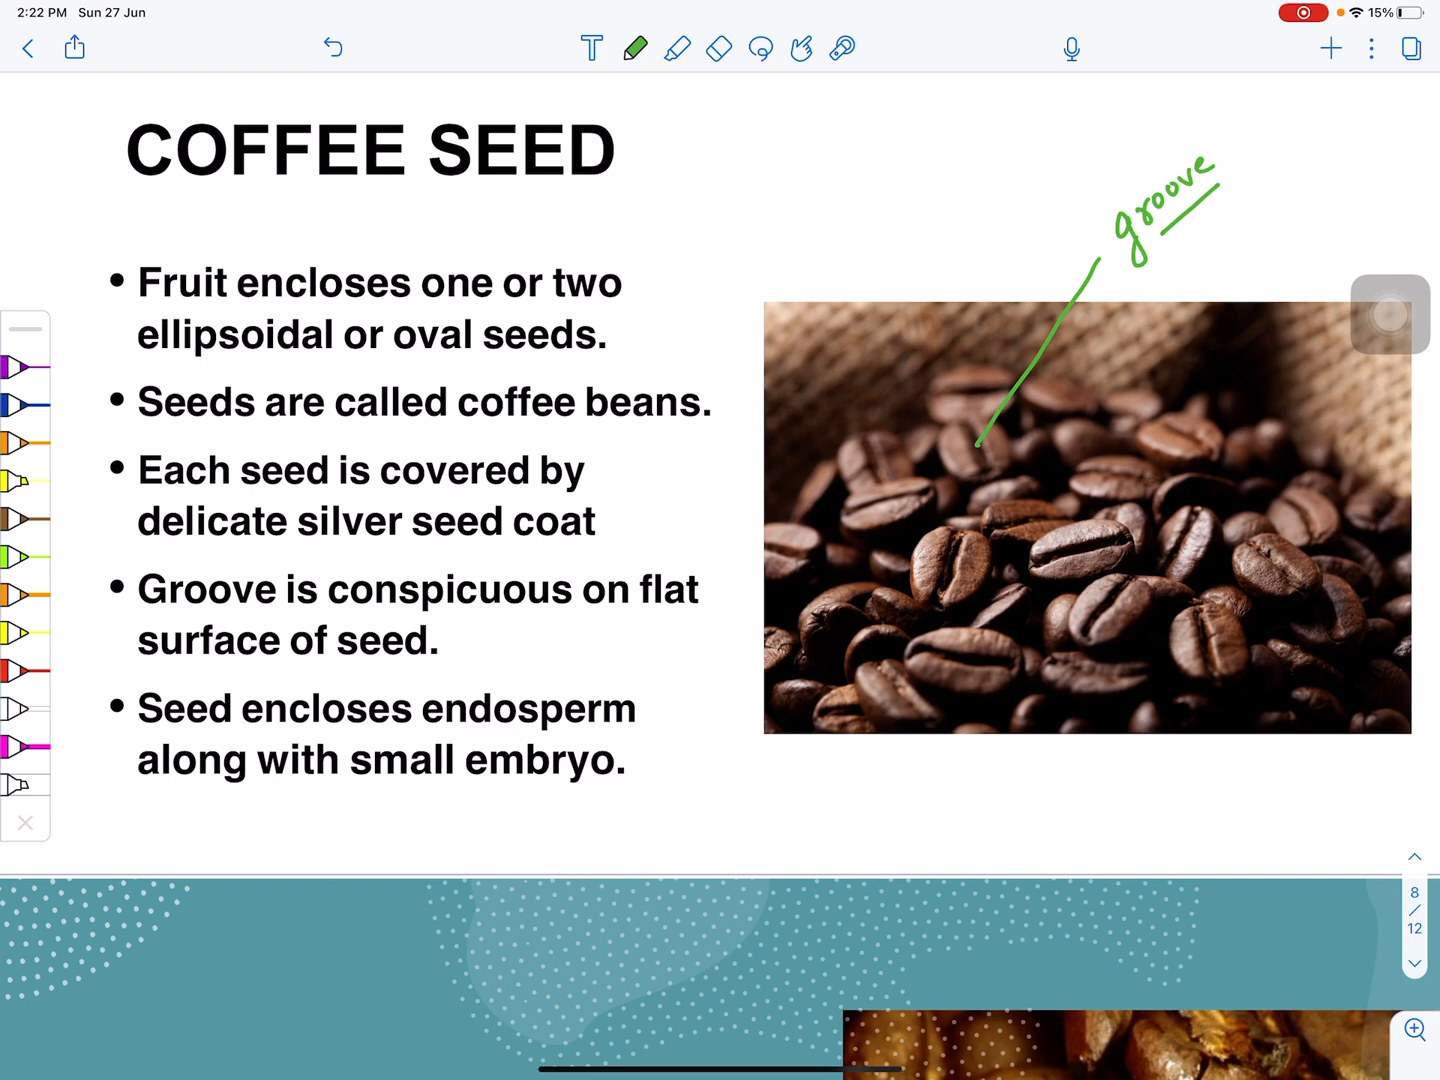 2:22 PM Sun 27 Jun
15%
COFFEE SEED
groove
• Fruit encloses one or two
ellipsoidal or oval seeds.
• Seeds are called coffee beans.
• Each seed is covered by
delicate silver seed coat
• Groove is conspicuous on flat
surface of seed.
• Seed encloses endosperm
along with small embryo.
8
/
12